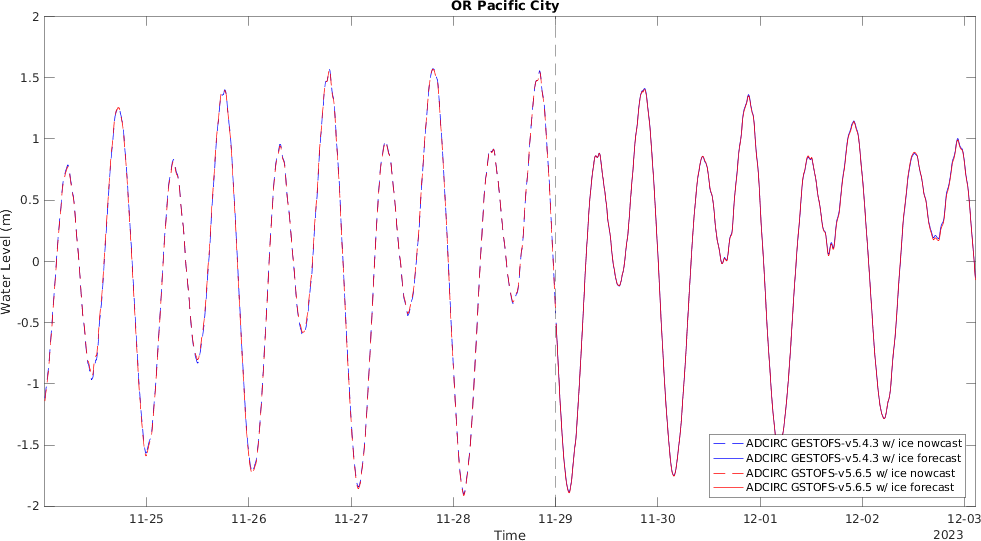 OR Pacific City
2
1.5
1
0.5
0
-0.5
-1
-1.5
-2
Water Level (m)
11-25 11-26 11-27 11-28 11-29 11-30 12-01 12-02 12-03
Time
2023
ADCIRC GESTOFS-v5.4.3 w/ ice nowcast
ADCIRC GESTOFS-v5.4.3 w/ ice forecast
ADCIRC GSTOFS-v5.6.5 w/ ice nowcast
ADCIRC GSTOFS-v5.6.5 w/ ice forecast